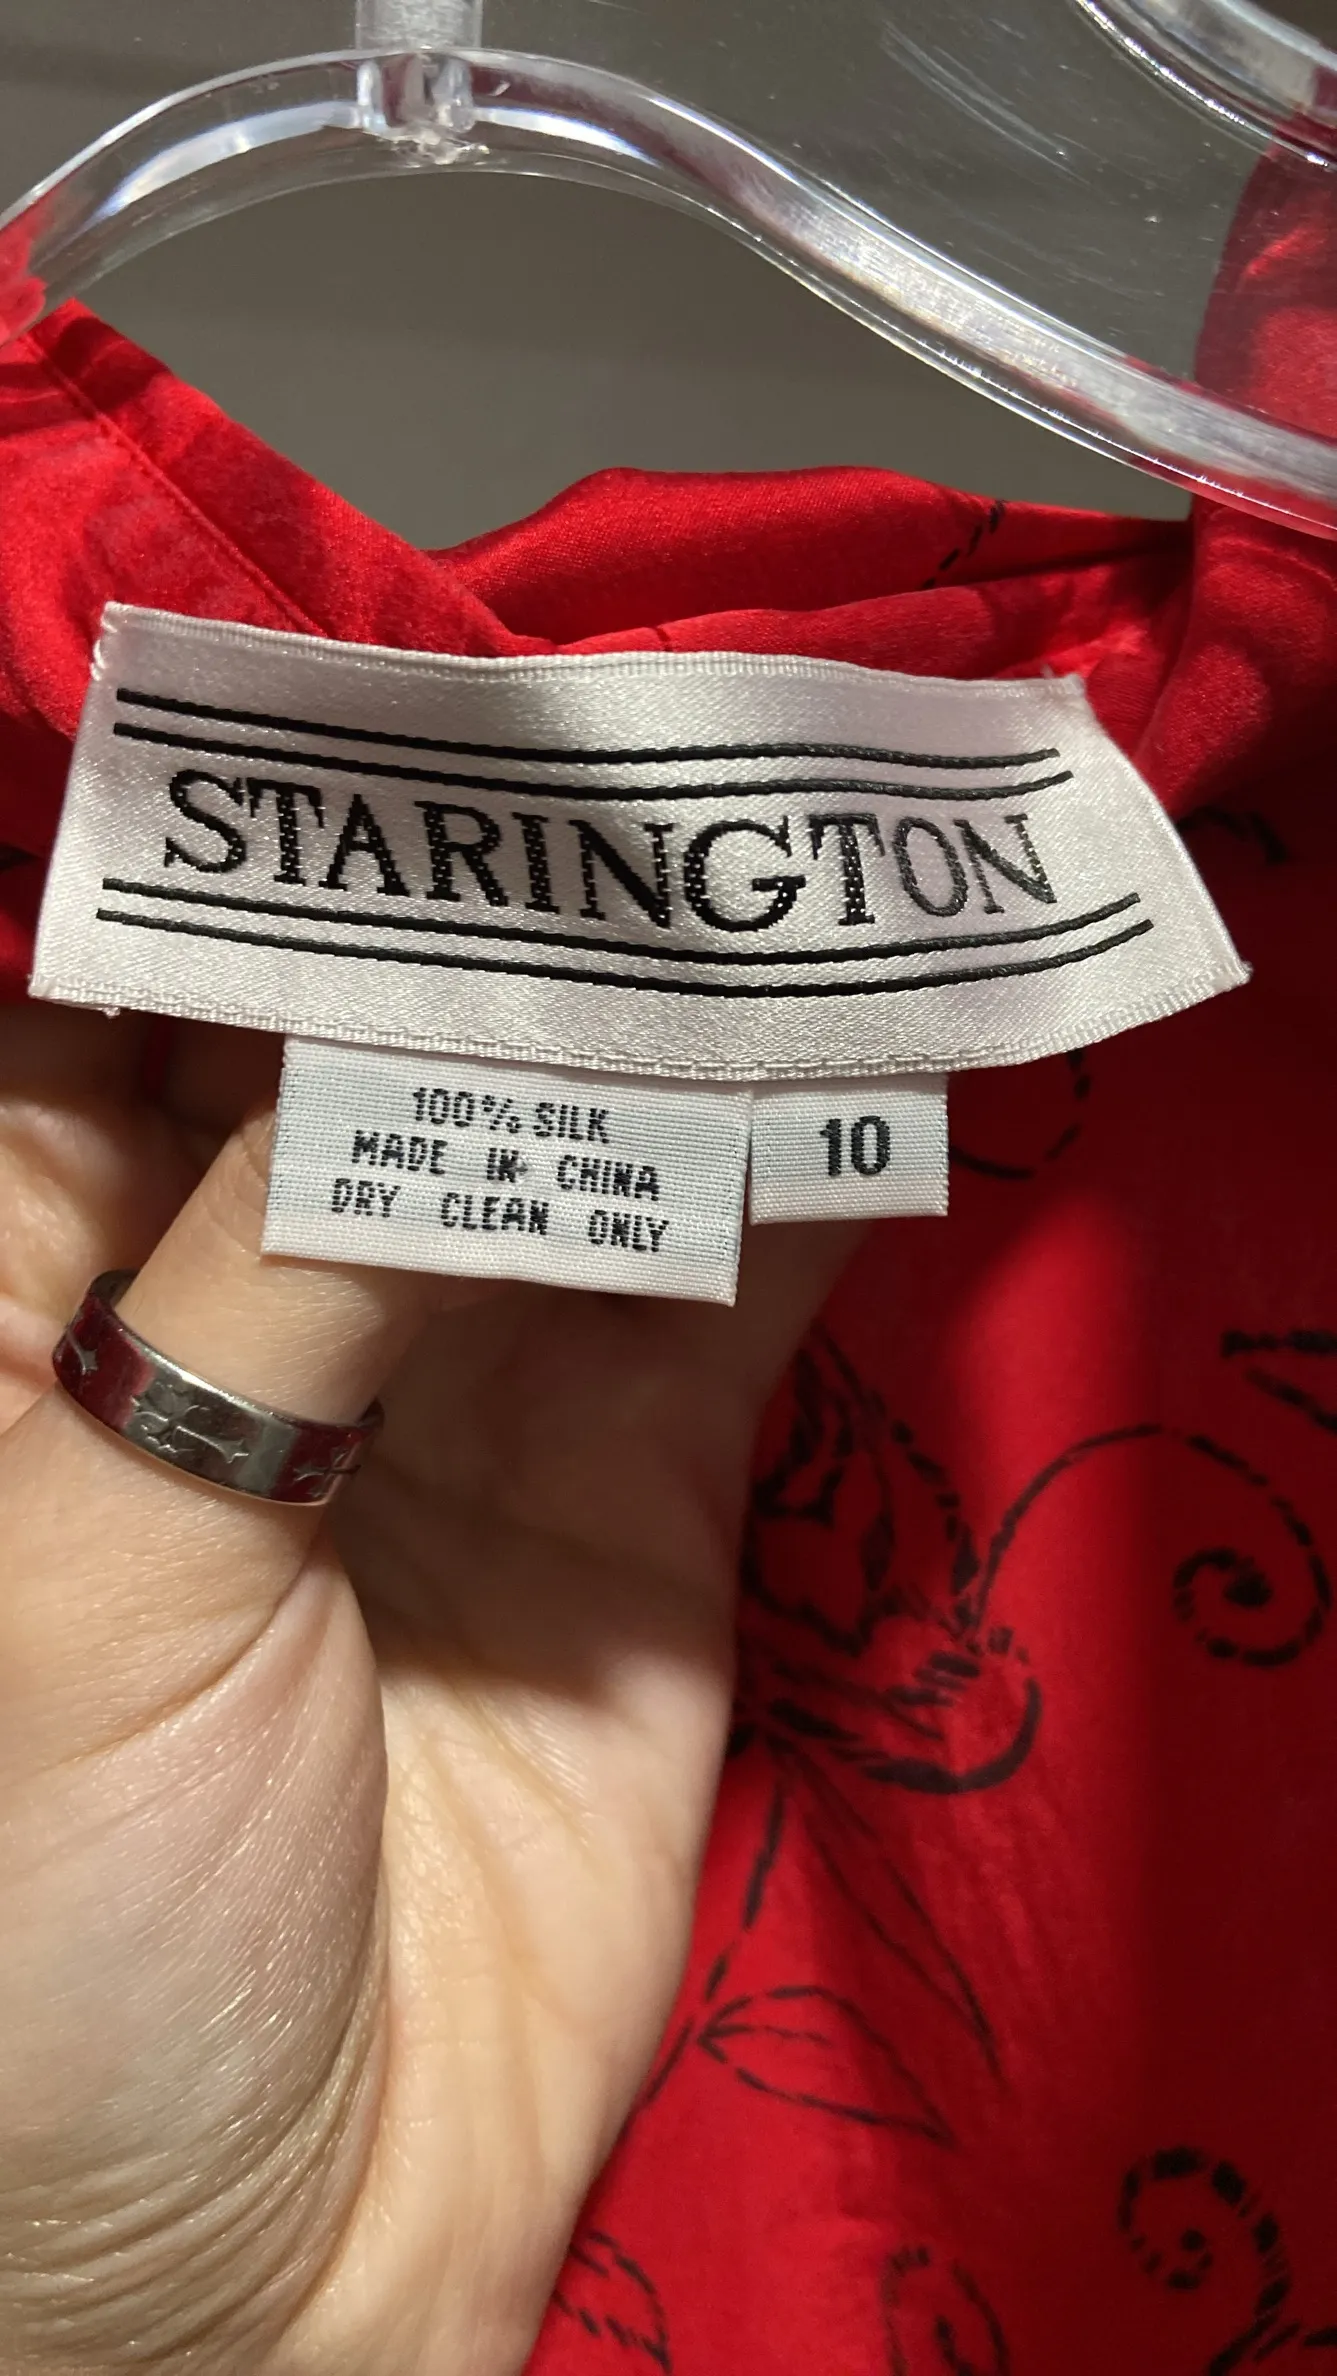 STARINGTON
100% SILK
MADE IN CHINA
DRY CLEAN ONLY
10